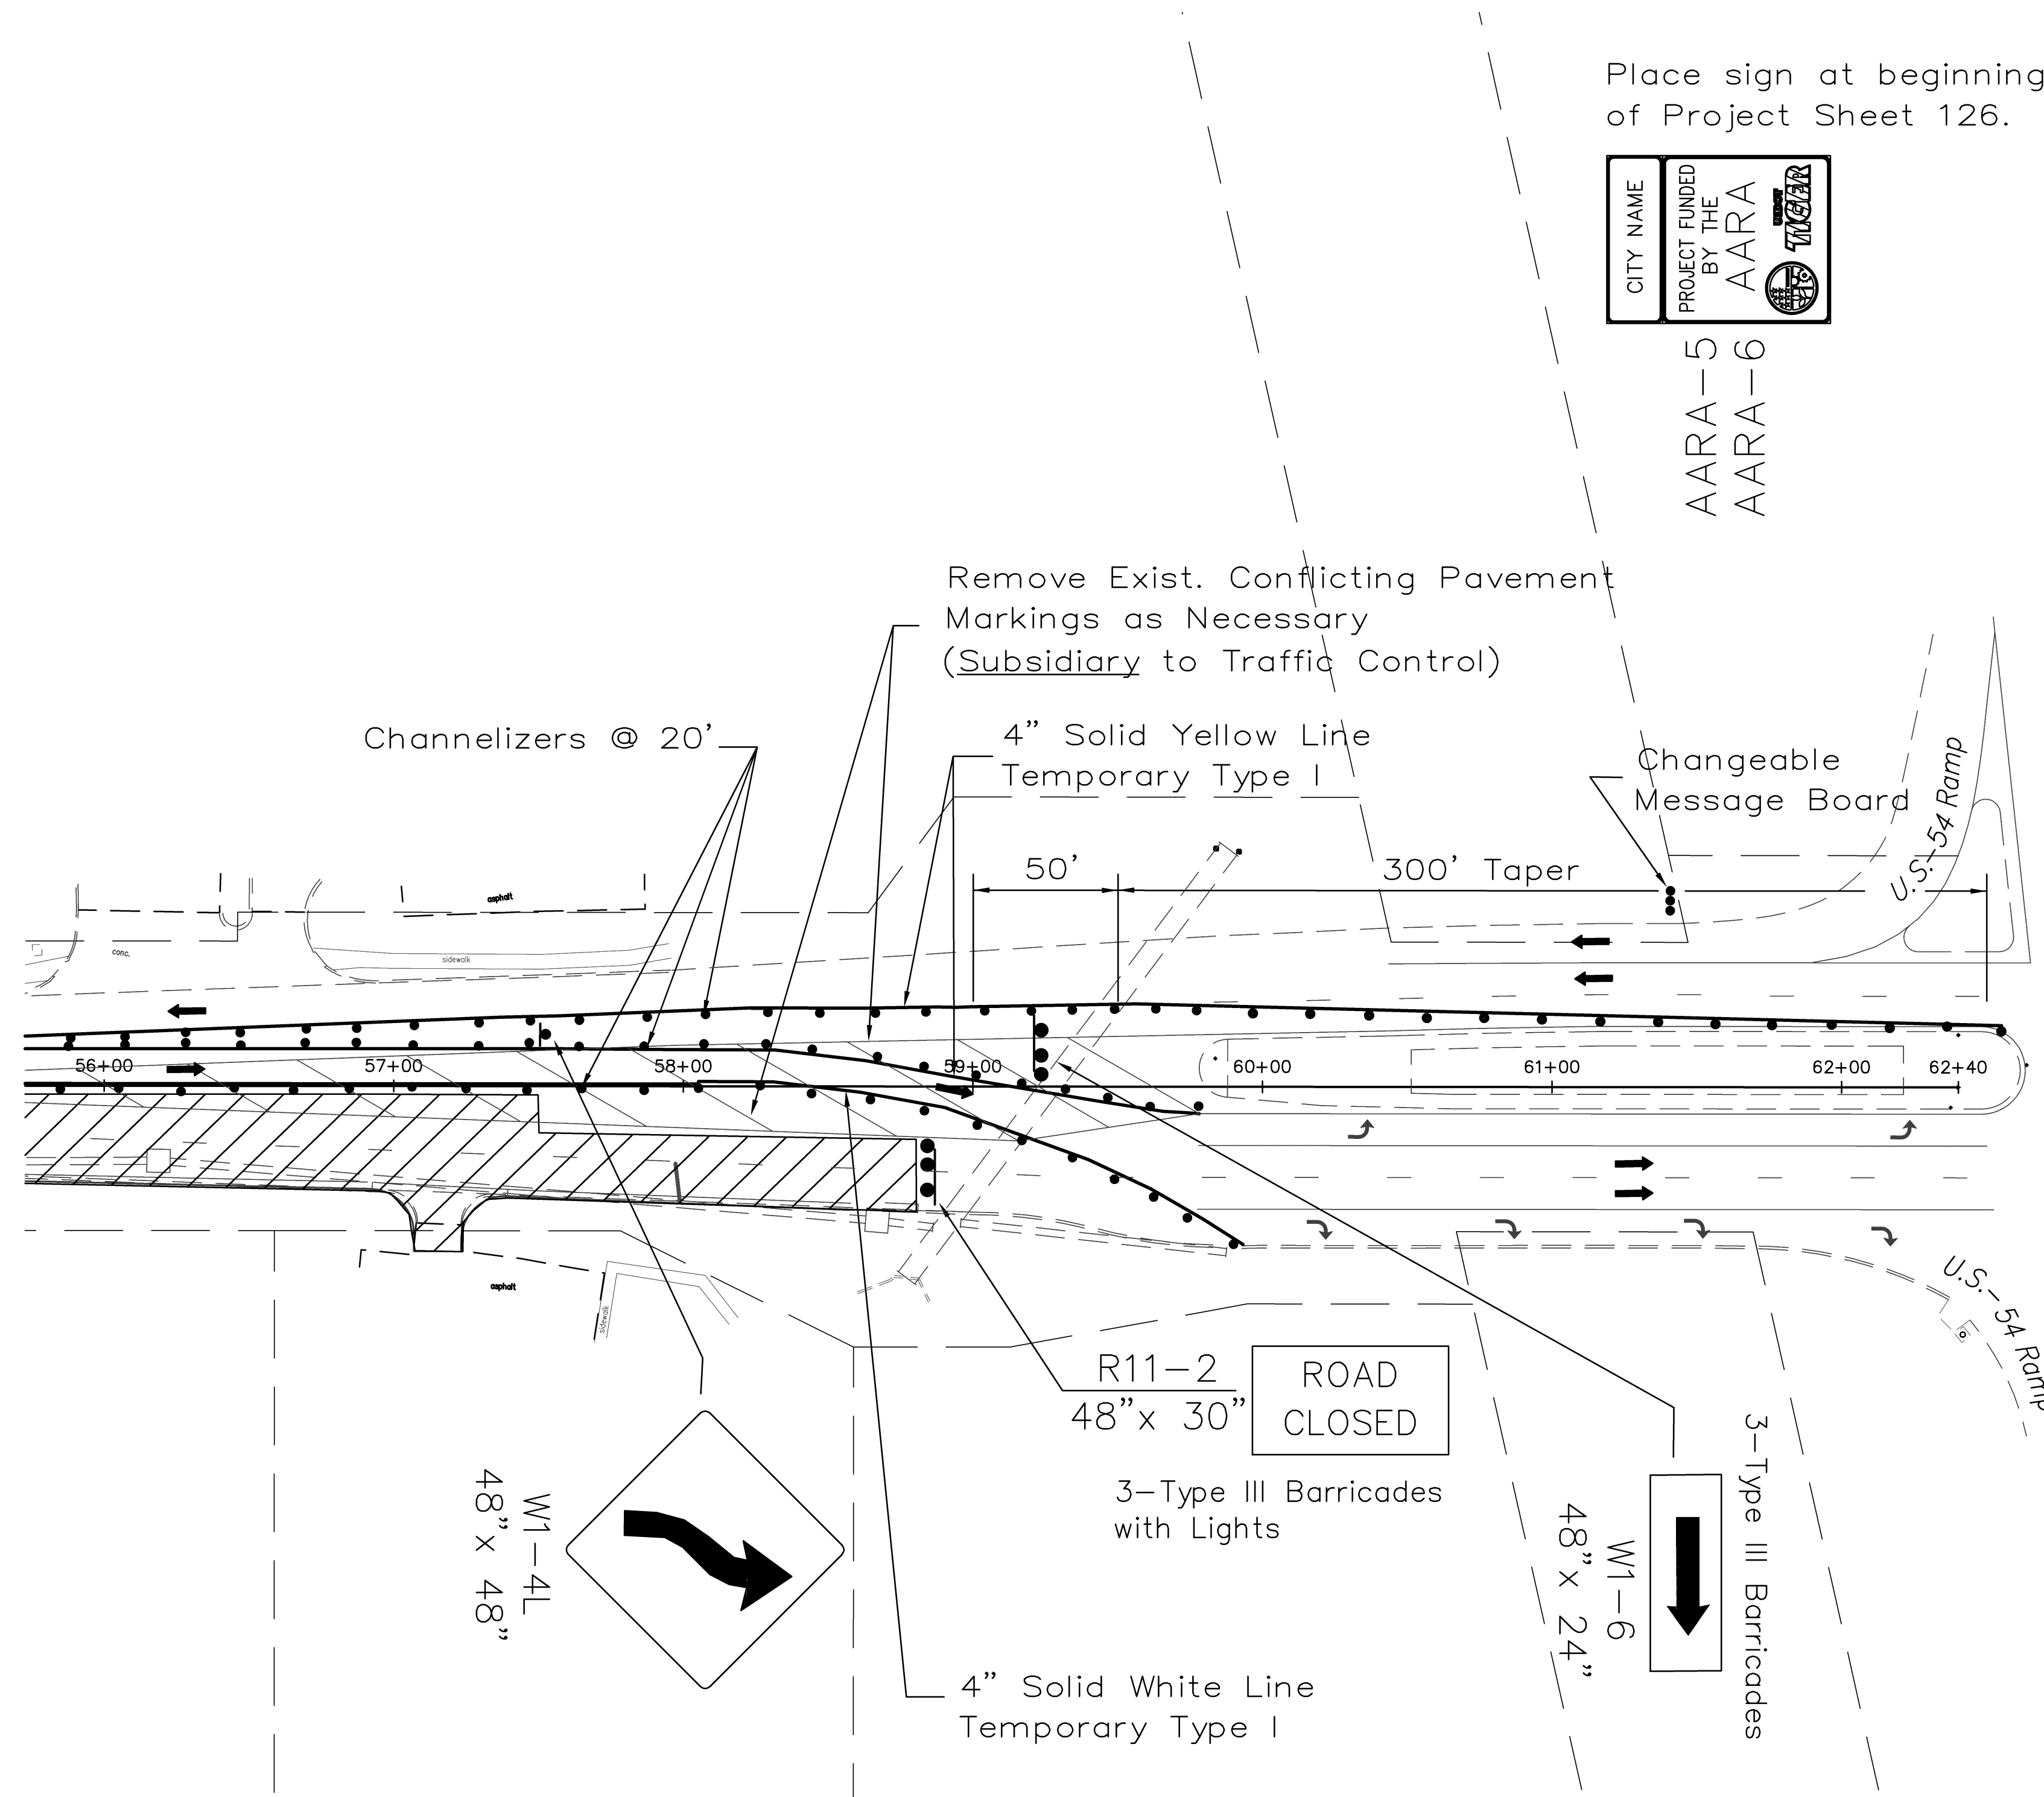 Place sign at beginning
of Project Sheet 126.
CITY NAME
PROJECT FUNDED
BY THE
AARA
USDOT
TIGER
AARA-5
AARA-6
Remove Exist. Conflicting Pavement
Markings as Necessary
(Subsidiary to Traffic Control)
Channelizers @ 20'
4" Solid Yellow Line
Temporary Type I
Changeable
Message Board
U.S.-54 Ramp
50'
300' Taper
asphalt
conc.
sidewalk
56+00
57+00
58+00
59+00
60+00
61+00
62+00
62+40
asphalt
sidewalk
U.S.-54 Ramp
R11-2
48"x 30"
ROAD
CLOSED
3-Type III Barricades
with Lights
W1-4L
48"x 48"
3-Type III Barricades
W1-6
48"x 24"
4" Solid White Line
Temporary Type I